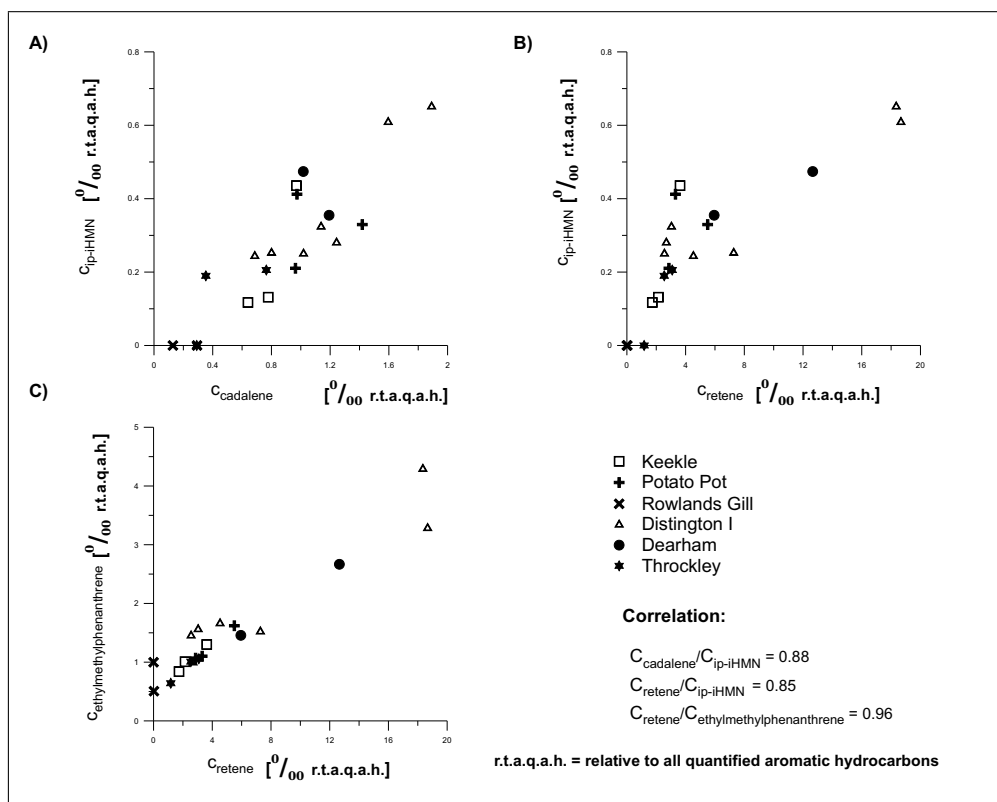 A)
0.8
0.6
0.4
0.2
0
C_ip-iHMN [⁰/₀₀ r.t.a.q.a.h.]
0 0.4 0.8 1.2 1.6 2
C_cadalene [⁰/₀₀ r.t.a.q.a.h.]
B)
0.8
0.6
0.4
0.2
0
C_ip-iHMN [⁰/₀₀ r.t.a.q.a.h.]
0 4 8 12 16 20
C_retene [⁰/₀₀ r.t.a.q.a.h.]
C)
5
4
3
2
1
0
C_ethylmethylphenanthrene [⁰/₀₀ r.t.a.q.a.h.]
0 4 8 12 16 20
C_retene [⁰/₀₀ r.t.a.q.a.h.]
Keekle
Potato Pot
Rowlands Gill
Distington I
Dearham
Throckley
Correlation:
C_cadalene/C_ip-iHMN = 0.88
C_retene/C_ip-iHMN = 0.85
C_retene/C_ethylmethylphenanthrene = 0.96
r.t.a.q.a.h. = relative to all quantified aromatic hydrocarbons